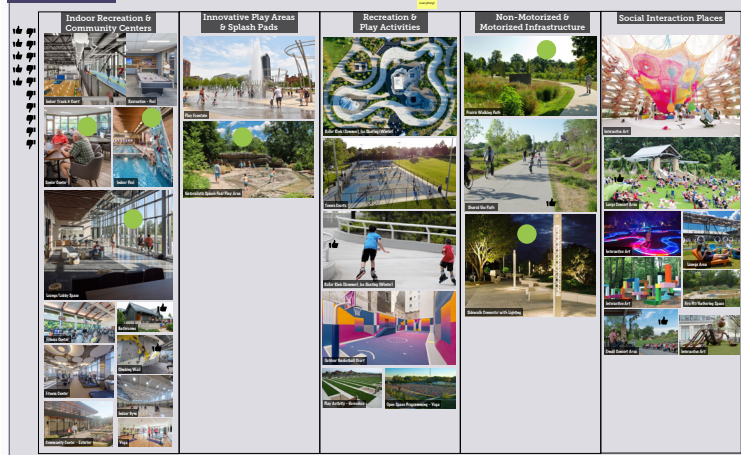 everything!
Indoor Recreation &
Community Centers
Innovative Play Areas
& Splash Pads
Recreation &
Play Activities
Non-Motorized &
Motorized Infrastructure
Social Interaction Places
Indoor Track & Court
Recreation - Pool
Senior Center
Indoor Pool
Lounge/Lobby Space
Fitness Center
Bathrooms
Climbing Wall
Fitness Center
Indoor Gym
Community Center - Exterior
Yoga
Play Fountain
Naturalistic Splash Pad/ Play Area
Roller Rink (Summer), Ice Skating (Winter)
Tennis Courts
Roller Rink (Summer), Ice Skating (Winter)
Outdoor Basketball Court
Play Activity - Recreation
Open Space Programming - Yoga
Prairie Walking Path
Shared Use Path
Sidewalk Connector with Lighting
Interactive Art
Large Concert Area
Interactive Art
Lounge Area
Interactive Art
Fire Pit/Gathering Space
Small Concert Area
Interactive Art